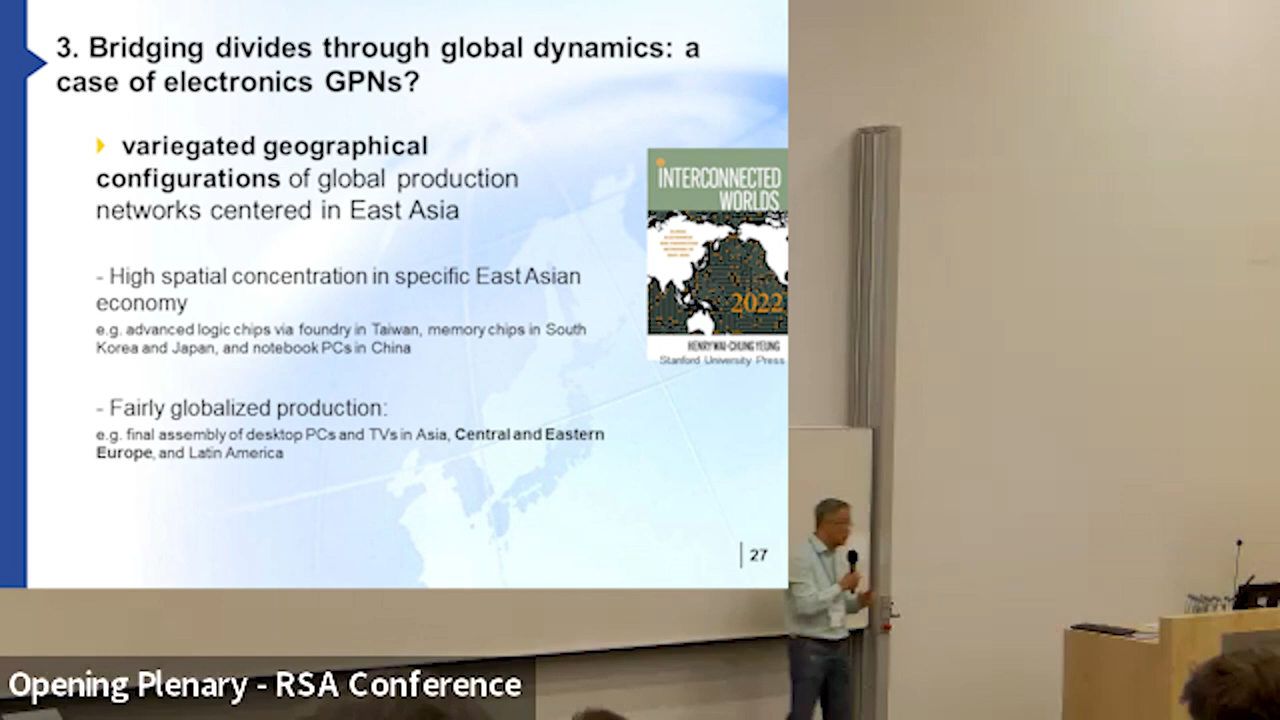 3. Bridging divides through global dynamics: a
case of electronics GPNs?
variegated geographical
configurations of global production
networks centered in East Asia
- High spatial concentration in specific East Asian
economy
e.g. advanced logic chips via foundry in Taiwan, memory chips in South
Korea and Japan, and notebook PCs in China
- Fairly globalized production:
e.g. final assembly of desktop PCs and TVs in Asia, Central and Eastern
Europe, and Latin America
INTERCONNECTED
WORLDS
2022
HENRY WAI-CHUNG YEUNG
Stanford University Press
27
Opening Plenary - RSA Conference